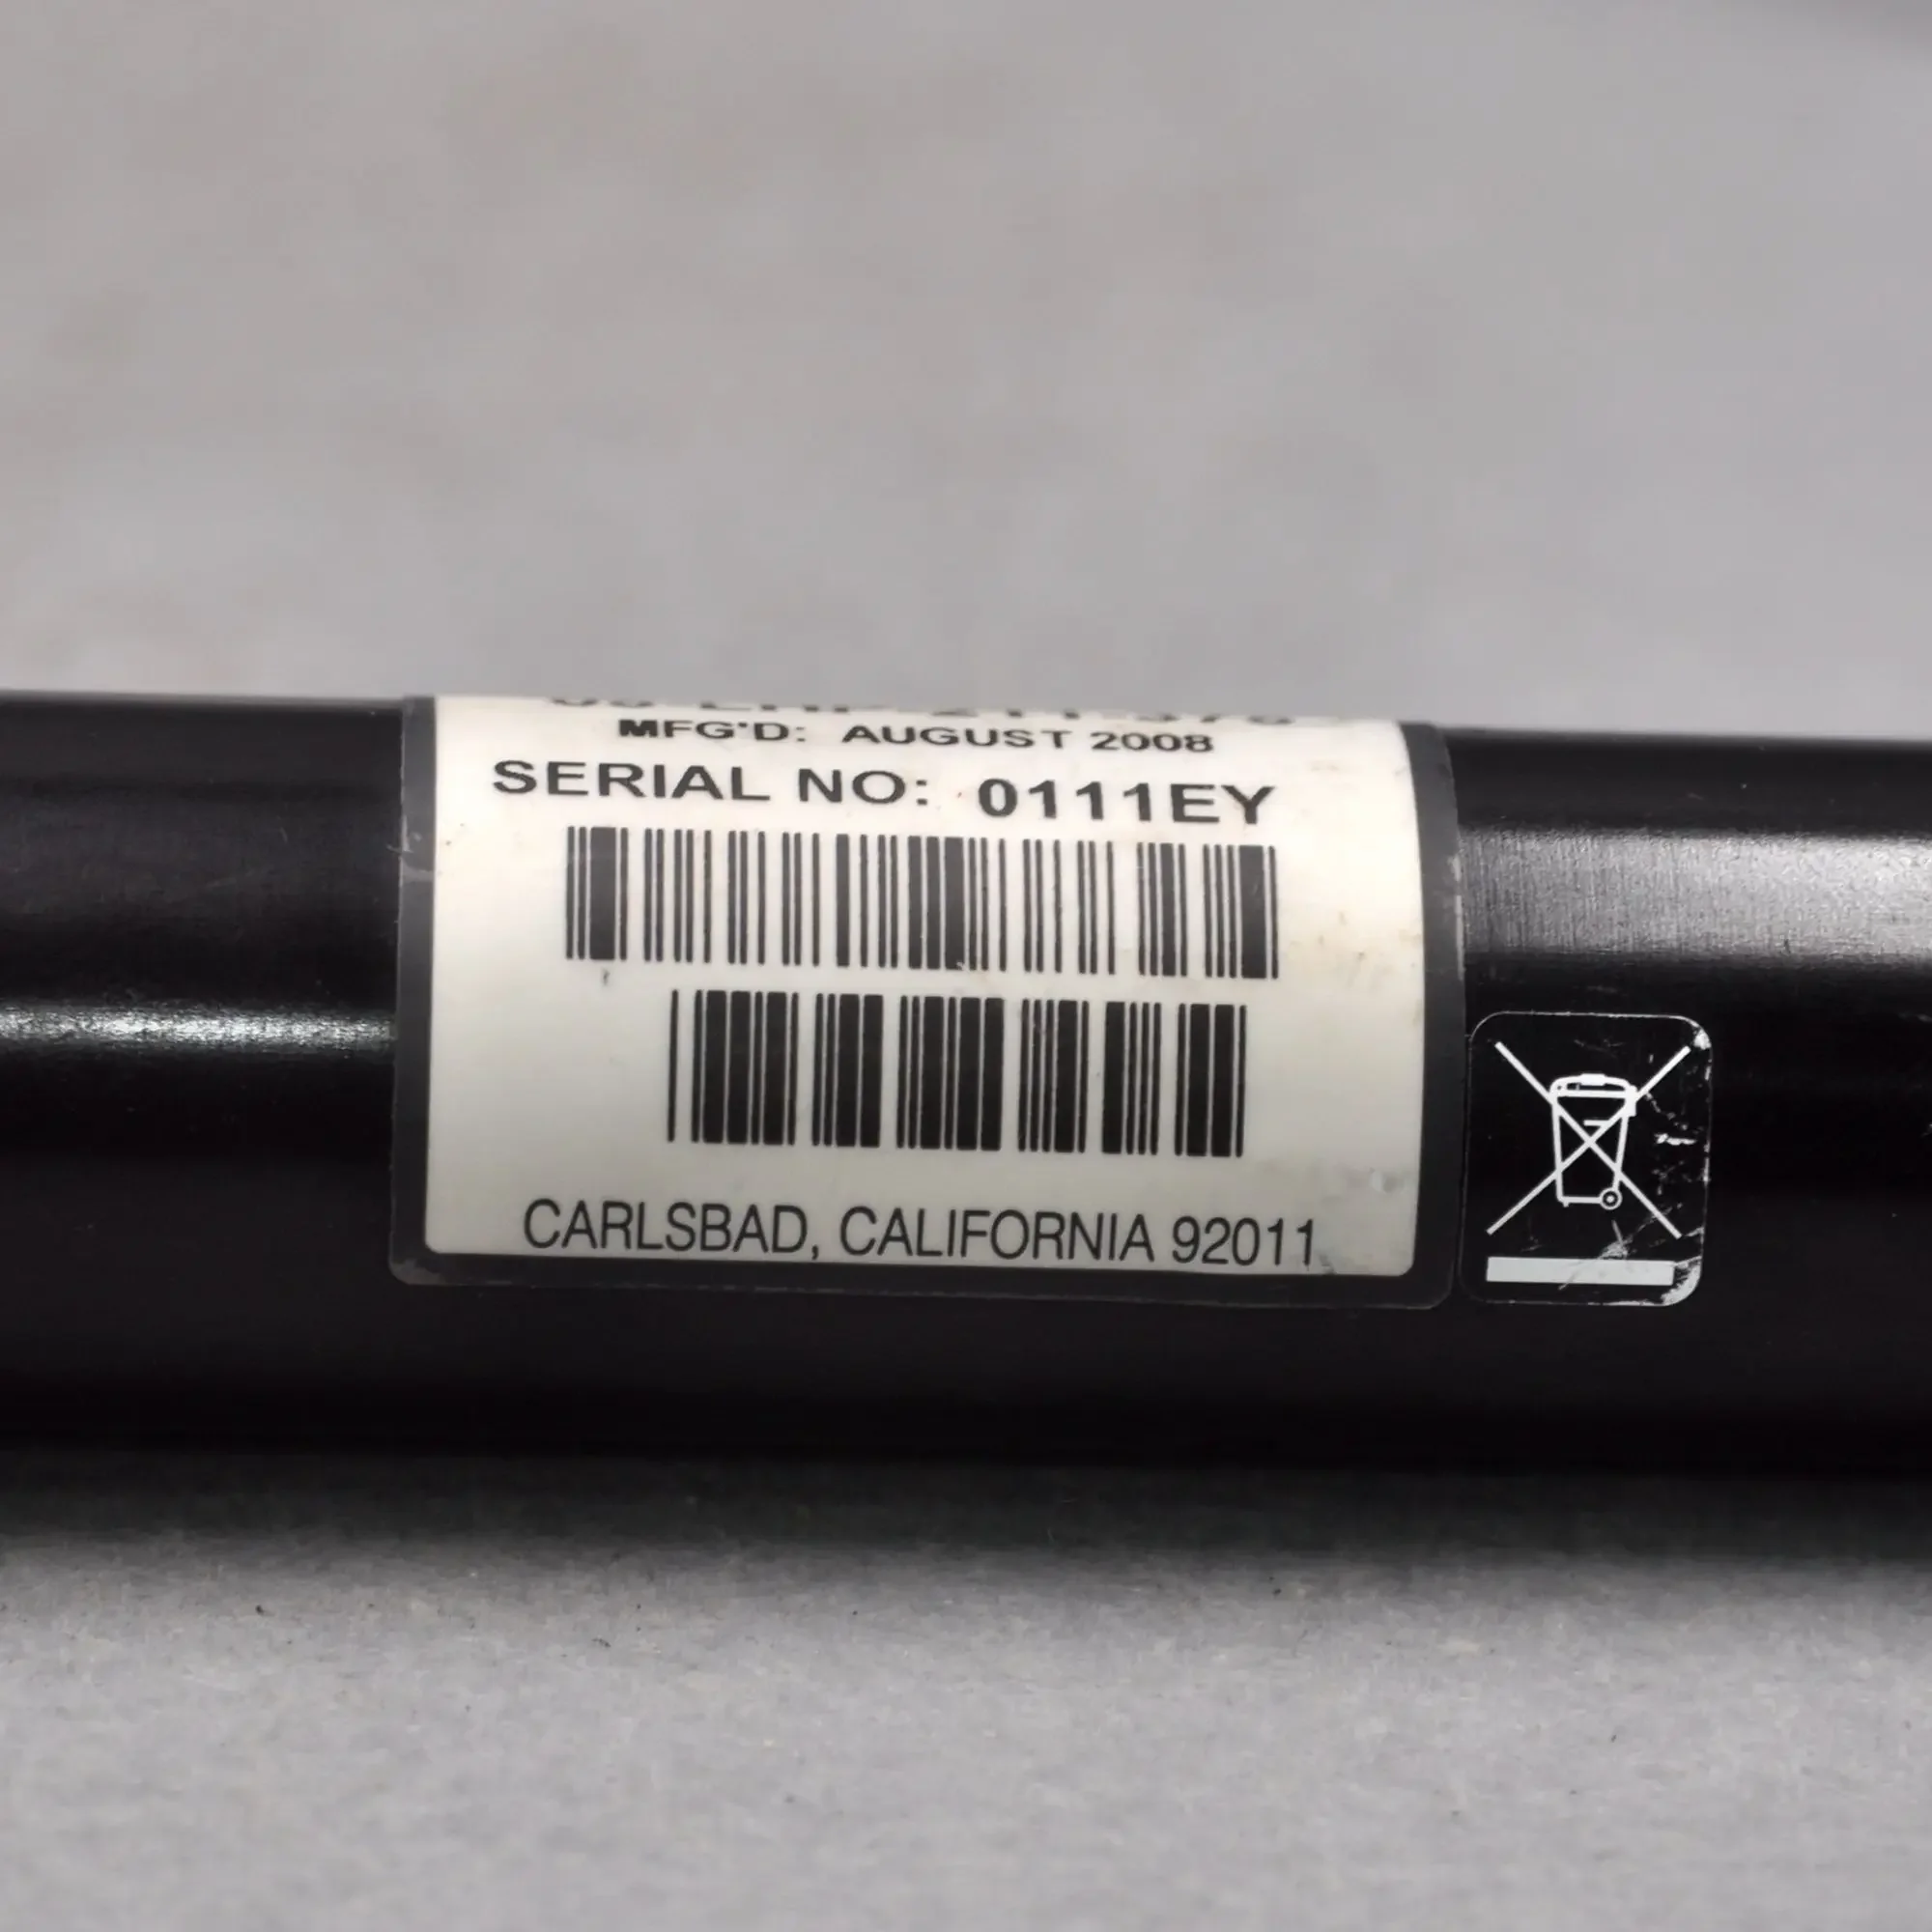 MFG'D: AUGUST 2008
SERIAL NO: 0111EY
CARLSBAD, CALIFORNIA 92011